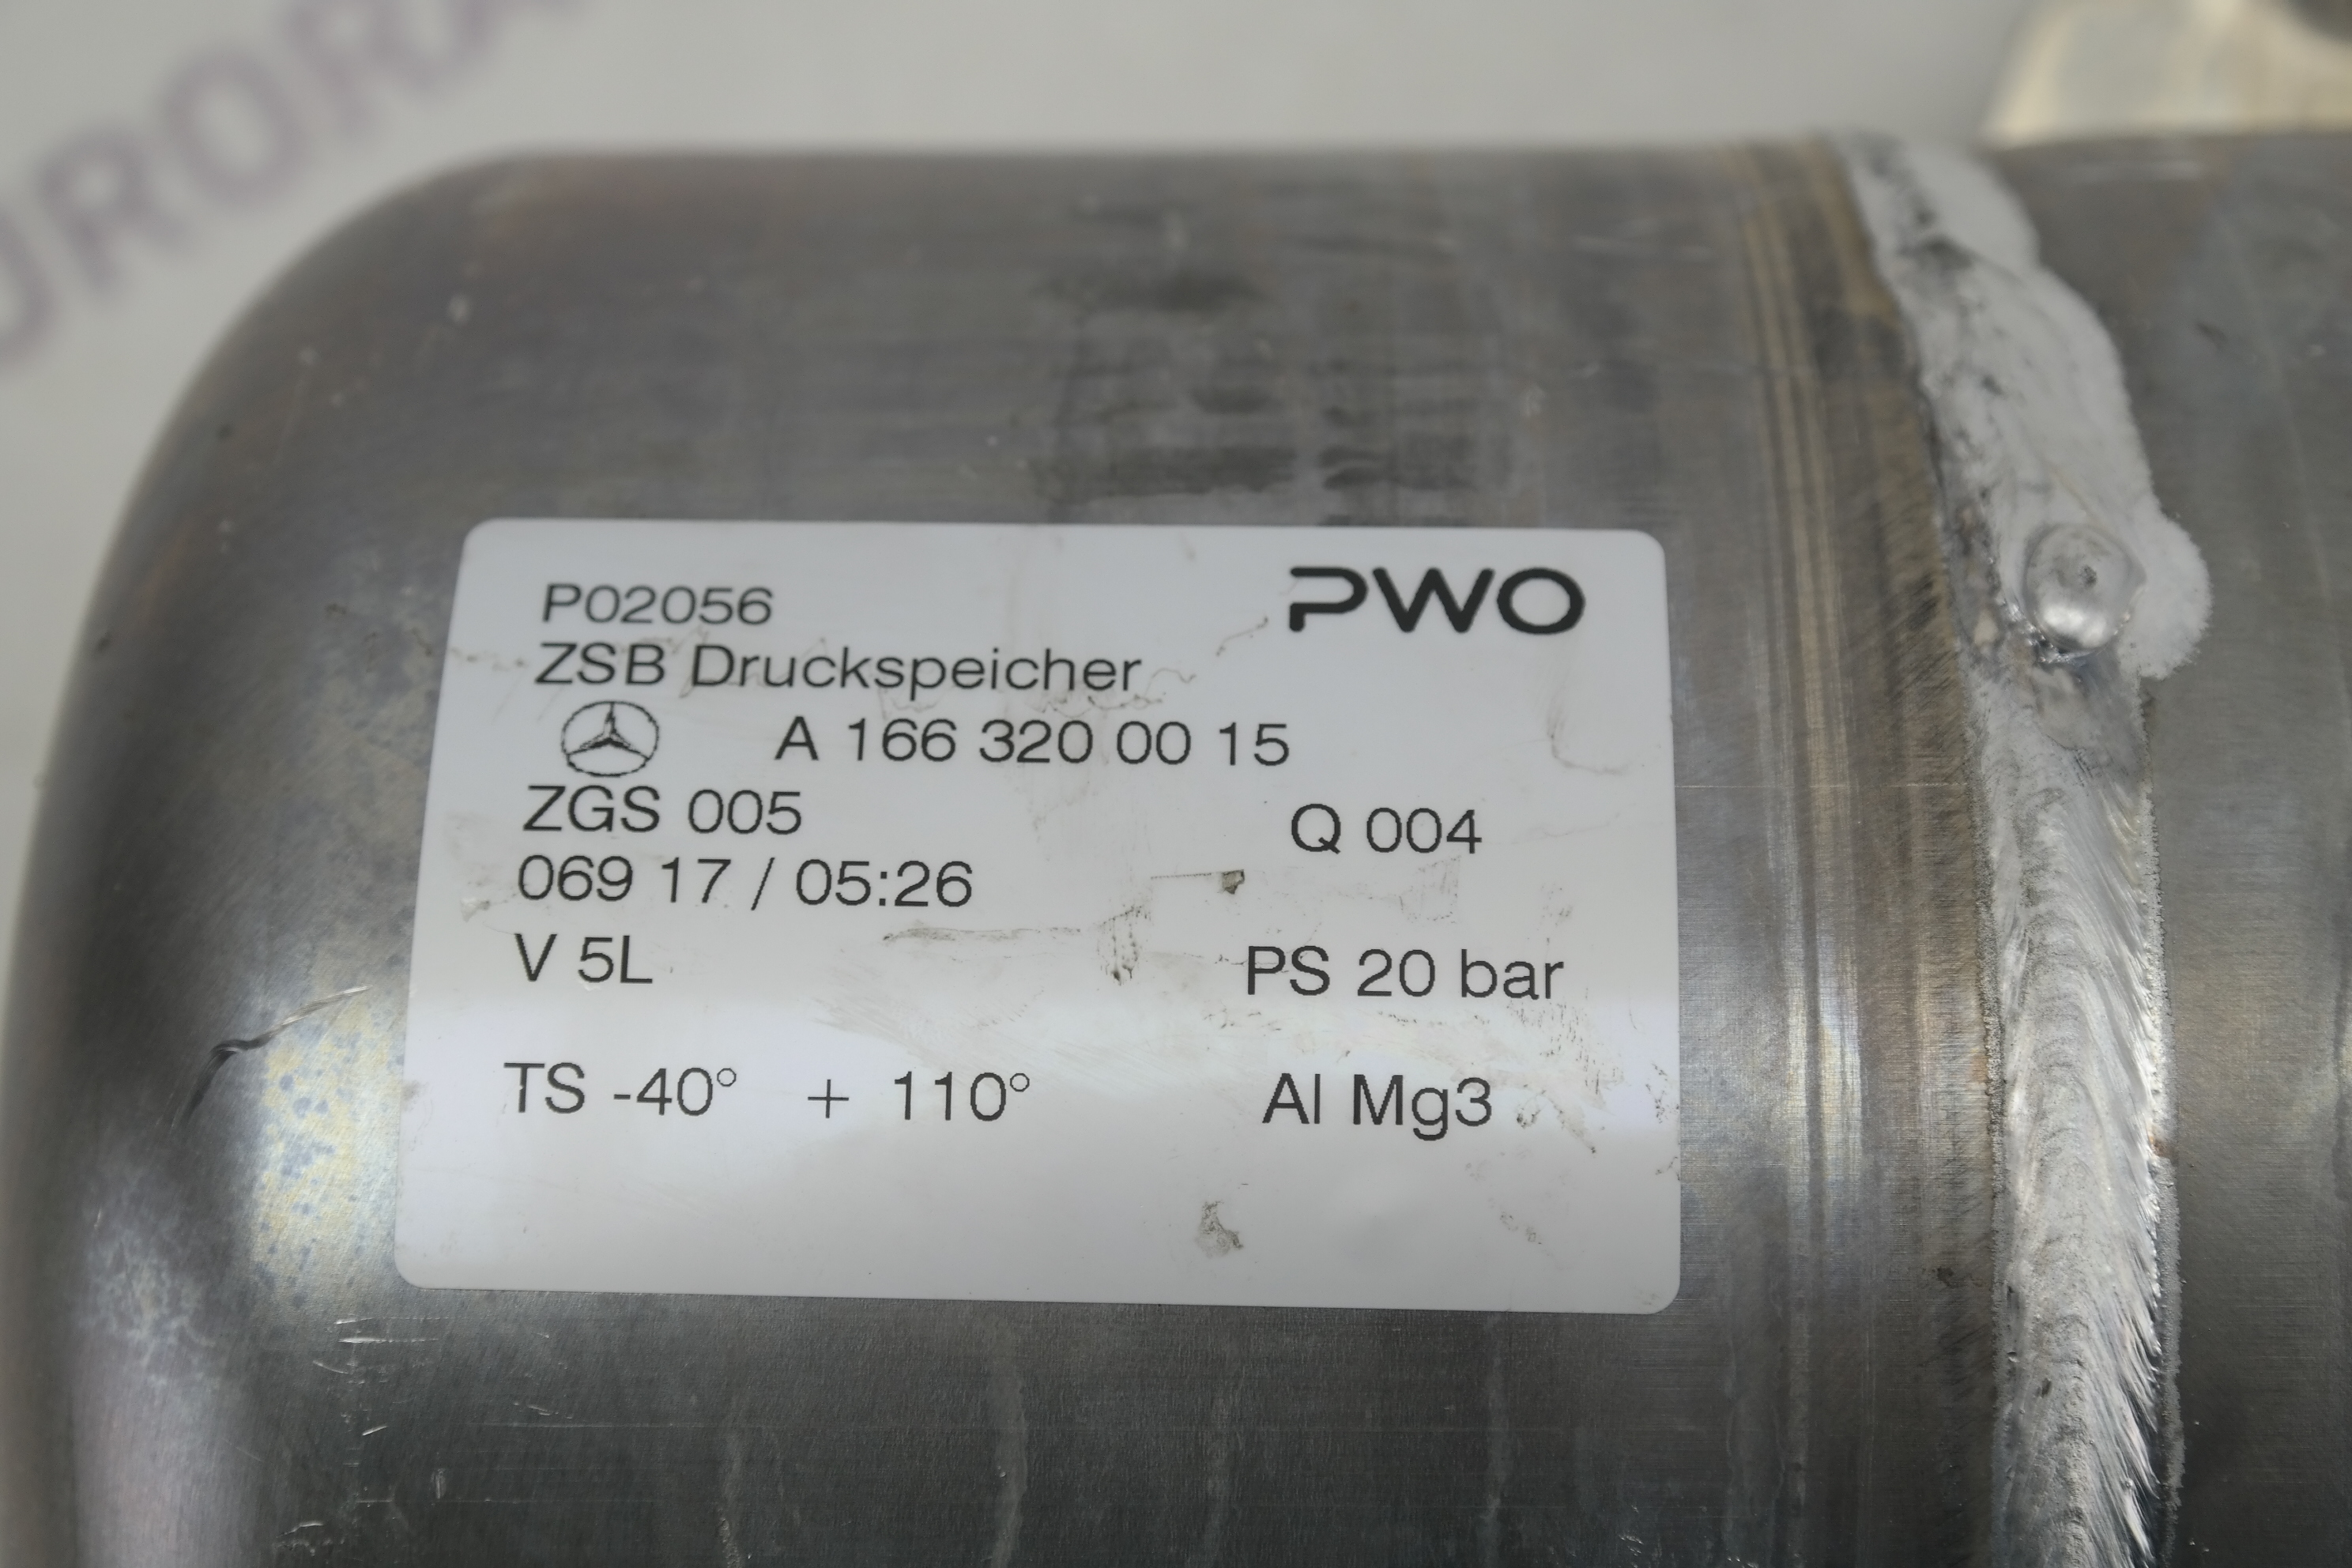 P02056
PWO
ZSB Druckspeicher
A 166 320 00 15
ZGS 005
Q 004
069 17 / 05:26
V 5L
PS 20 bar
TS -40° + 110°
Al Mg3